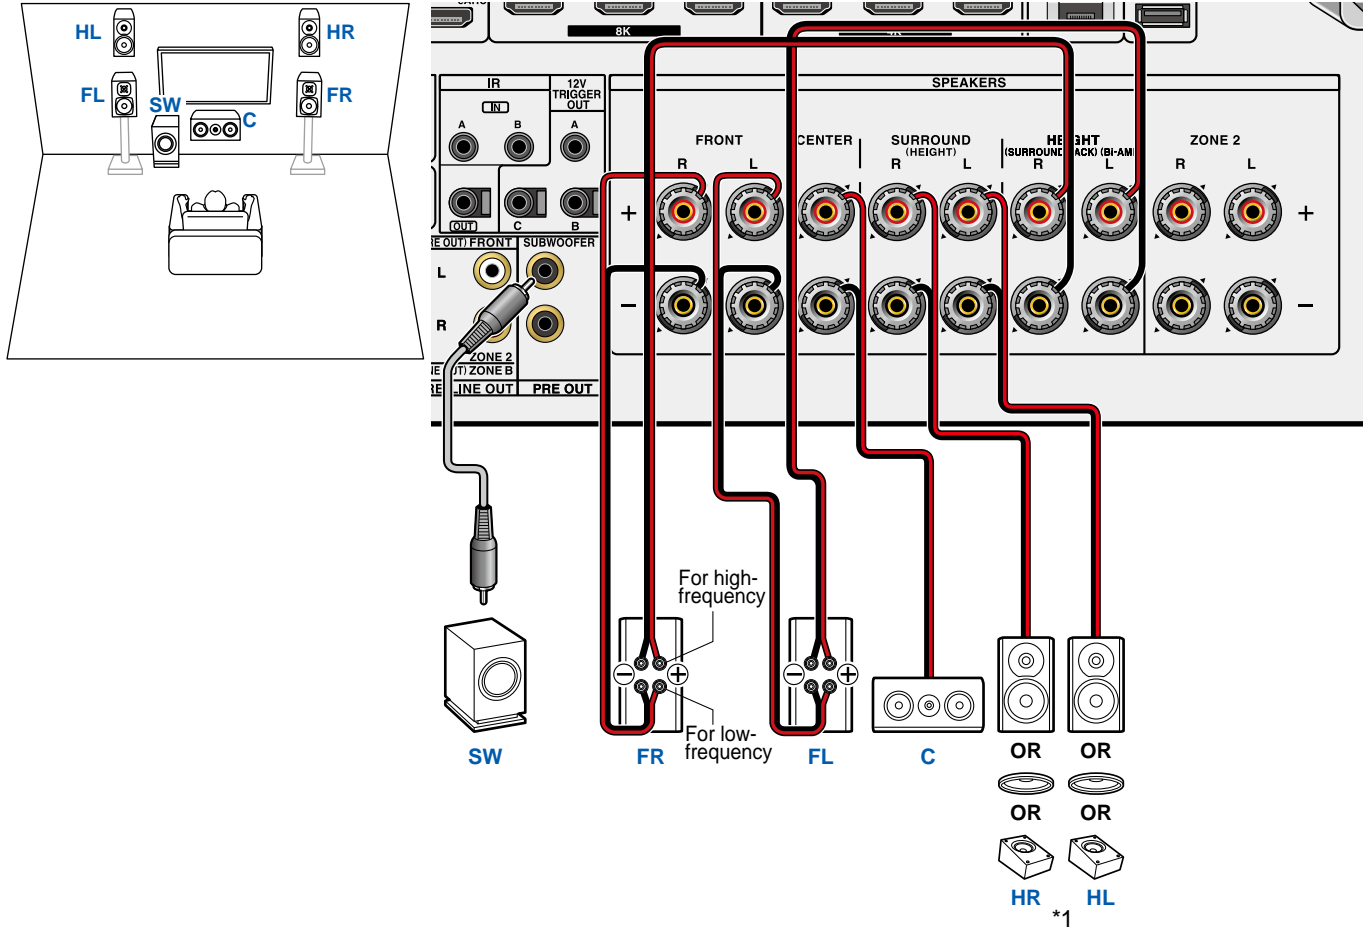 HL
HR
FL
SW
C
FR
8K
SPEAKERS
IR
12V
TRIGGER
OUT
IN
A
B
A
OUT
C
B
FRONT
CENTER
SURROUND
(HEIGHT)
HEIGHT
ZONE 2
R
L
R
L
R
L
R
L
+
+
−
−
FRONT
SUBWOOFER
L
R
ZONE 2
ZONE B
LINE OUT
PRE OUT
For high-
frequency
− +
− +
For low-
frequency
SW
FR
FL
C
OR
OR
OR
OR
HR
HL
*1